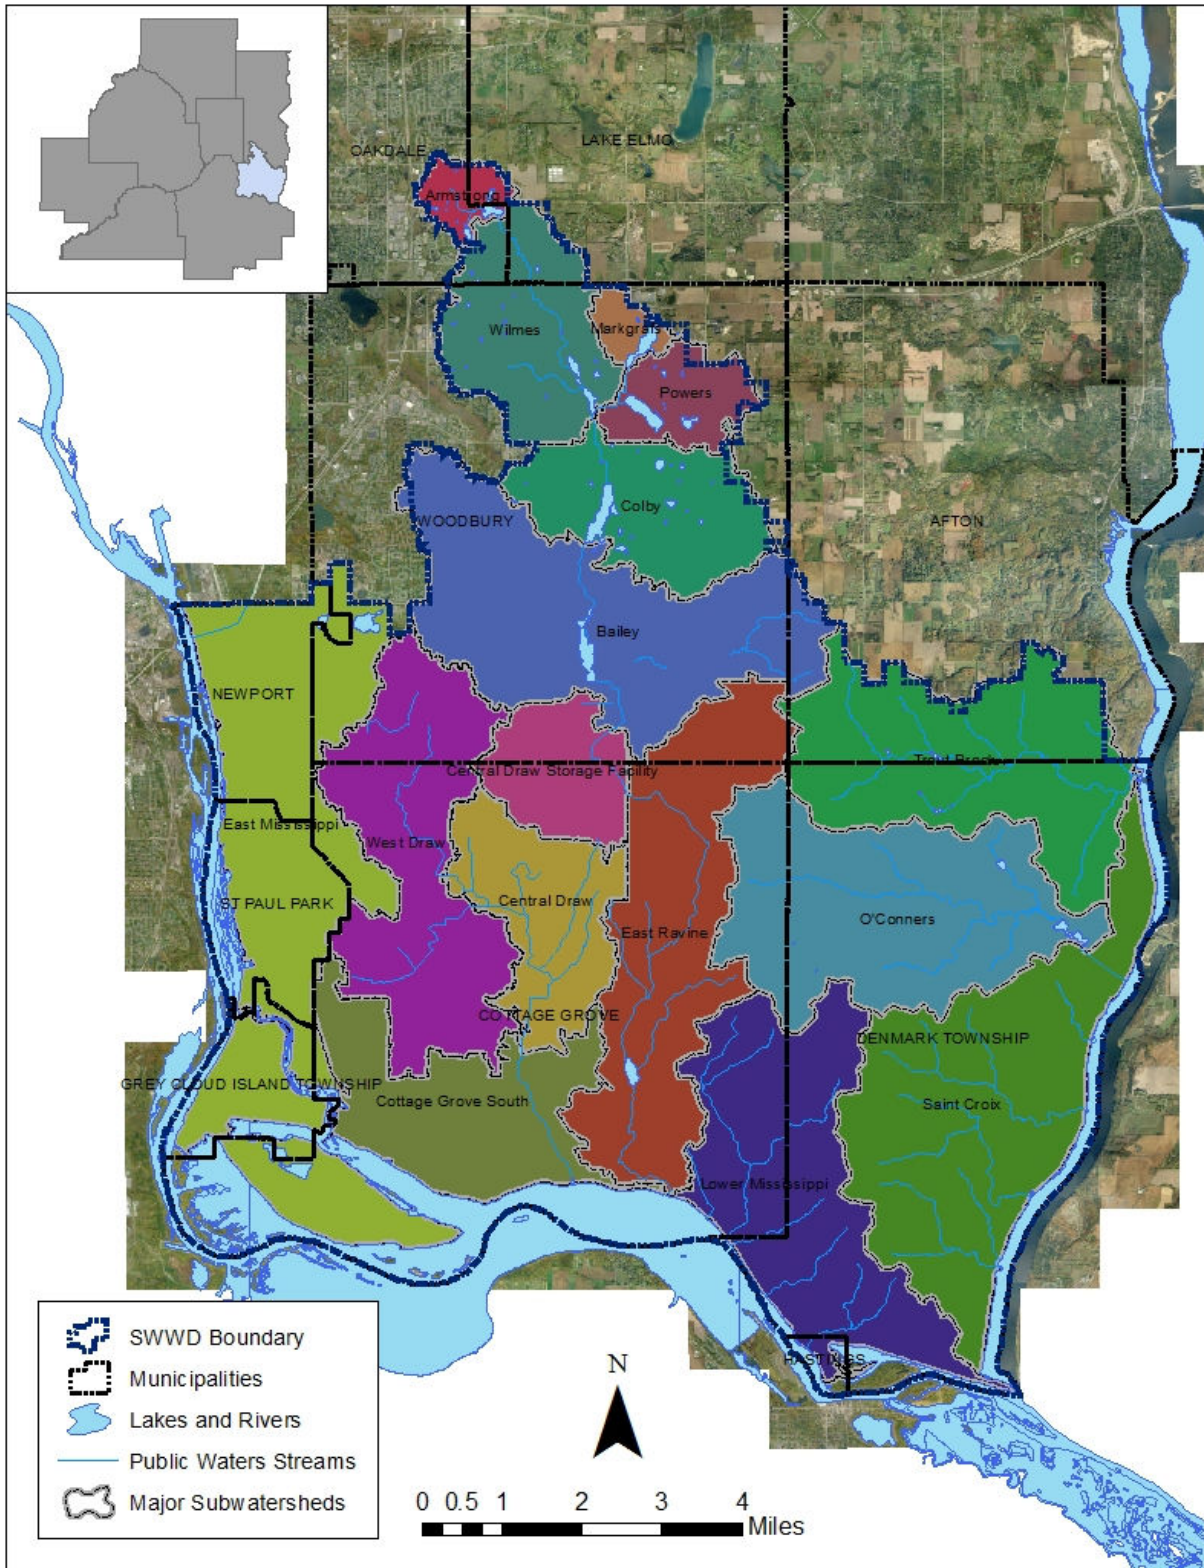 LAKE ELMO
OAKDALE
Armstrong
Wilmes
Markgrafs
Powers
Colby
WOODBURY
AFTON
Bailey
NEWPORT
Trout Brook
Central Draw Storage Facility
East Mississippi
West Draw
ST PAUL PARK
Central Draw
East Ravine
O'Conners
COTTAGE GROVE
DENMARK TOWNSHIP
GREY CLOUD ISLAND TOWNSHIP
Cottage Grove South
Saint Croix
Lower Mississippi
HASTINGS
SWWD Boundary
Municipalities
Lakes and Rivers
Public Waters Streams
Major Subwatersheds
N
0 0.5 1 2 3 4
Miles